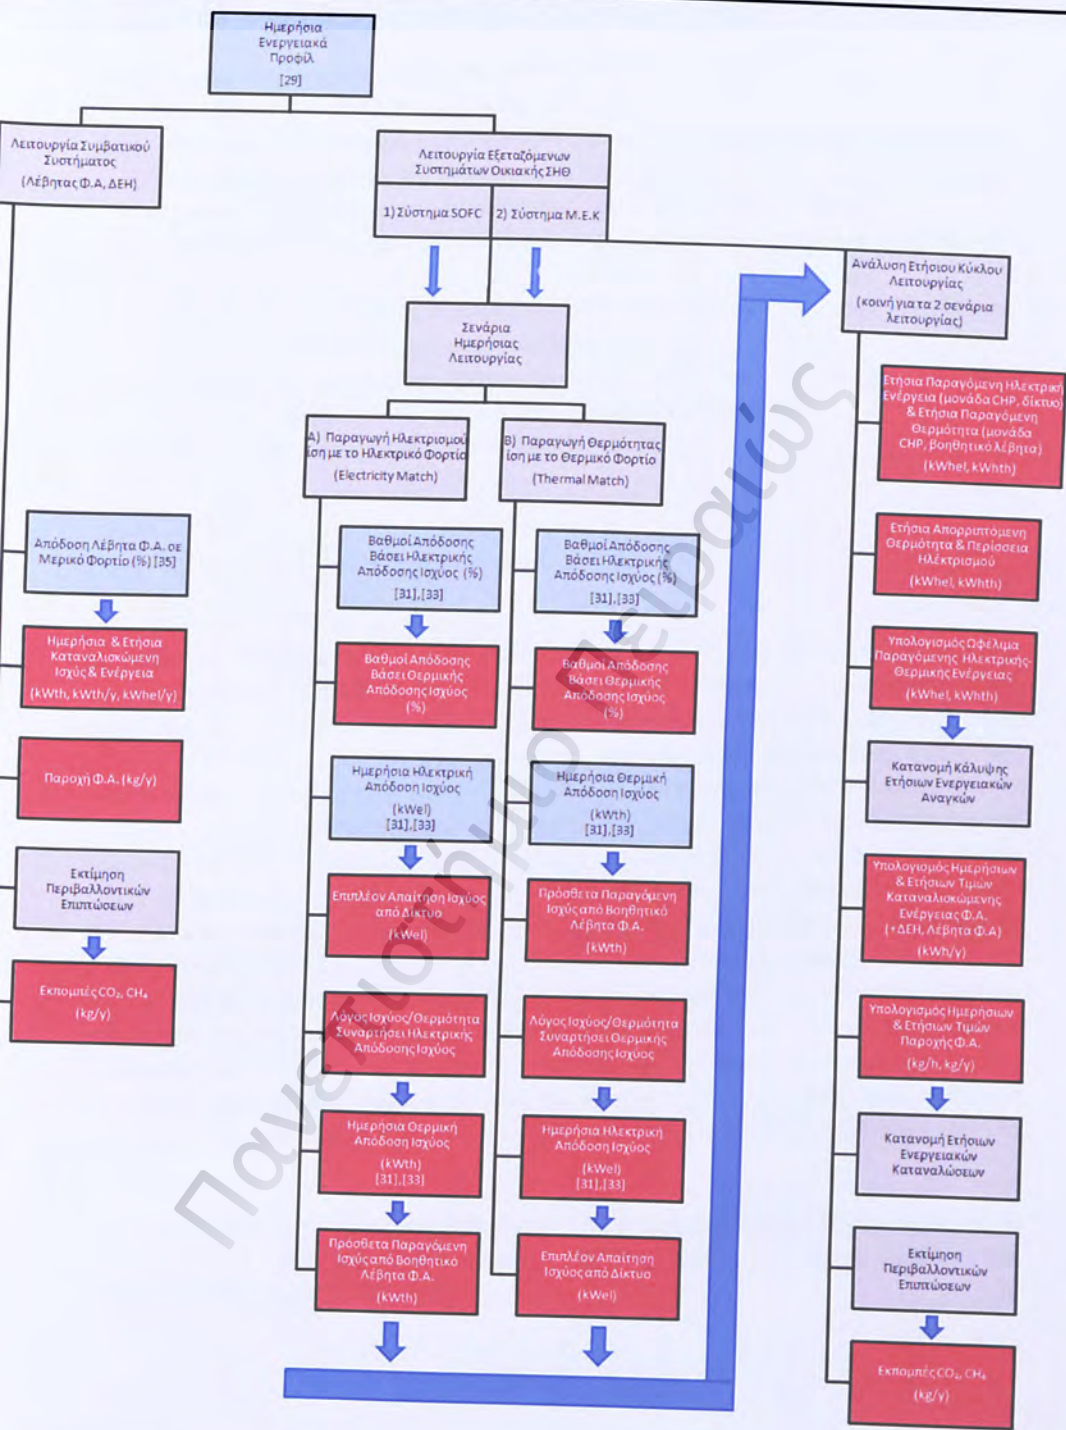 Ημερήσια
Ενεργειακά
Προφίλ
[29]
Λειτουργία Συμβατικού
Συστήματος
(Λέβητας Φ.Α, ΔΕΗ)
Λειτουργία Εξεταζόμενων
Συστημάτων Οικιακής ΣΗΘ
1) Σύστημα SOFC
2) Σύστημα Μ.Ε.Κ
Σενάρια
Ημερήσιας
Λειτουργίας
Ανάλυση Ετήσιου Κύκλου
Λειτουργίας
(κοινή για τα 2 σενάρια
λειτουργίας)
Απόδοση Λέβητα Φ.Α. σε
Μερικό Φορτίο (%) [35]
Ημερήσια & Ετήσια
Καταναλισκώμενη
Ισχύς & Ενέργεια
(kWth, kWth/y, kWhel/y)
Παροχή Φ.Α. (kg/y)
Εκτίμηση
Περιβαλλοντικών
Επιπτώσεων
Εκπομπές CO₂, CH₄
(kg/y)
Α) Παραγωγή Ηλεκτρισμού
ίση με το Ηλεκτρικό Φορτίο
(Electricity Match)
Βαθμοί Απόδοσης
Βάσει Ηλεκτρικής
Απόδοσης Ισχύος (%)
[31],[33]
Βαθμοί Απόδοσης
Βάσει Θερμικής
Απόδοσης Ισχύος
(%)
Ημερήσια Ηλεκτρική
Απόδοση Ισχύος
(kWel)
[31],[33]
Επιπλέον Απαίτηση Ισχύος
από Δίκτυο
(kWel)
Λόγος Ισχύος/Θερμότητα
Συναρτήσει Ηλεκτρικής
Απόδοσης Ισχύος
Ημερήσια Θερμική
Απόδοση Ισχύος
(kWth)
[31],[33]
Πρόσθετα Παραγόμενη
Ισχύς από Βοηθητικό
Λέβητα Φ.Α.
(kWth)
Β) Παραγωγή Θερμότητας
ίση με το Θερμικό Φορτίο
(Thermal Match)
Βαθμοί Απόδοσης
Βάσει Ηλεκτρικής
Απόδοσης Ισχύος (%)
[31],[33]
Βαθμοί Απόδοσης
Βάσει Θερμικής
Απόδοσης Ισχύος
(%)
Ημερήσια Θερμική
Απόδοση Ισχύος
(kWth)
[31],[33]
Πρόσθετα Παραγόμενη
Ισχύς από Βοηθητικό
Λέβητα Φ.Α.
(kWth)
Λόγος Ισχύος/Θερμότητα
Συναρτήσει Θερμικής
Απόδοσης Ισχύος
Ημερήσια Ηλεκτρική
Απόδοση Ισχύος
(kWel)
[31],[33]
Επιπλέον Απαίτηση
Ισχύος από Δίκτυο
(kWel)
Ετήσια Παραγόμενη Ηλεκτρική
Ενέργεια (μονάδα CHP, δίκτυο)
& Ετήσια Παραγόμενη
Θερμότητα (μονάδα
CHP, βοηθητικό λέβητα)
(kWhel, kWhth)
Ετήσια Απορριπτόμενη
Θερμότητα & Περίσσεια
Ηλέκτρισμού
(kWhel, kWhth)
Υπολογισμός Ωφέλιμα
Παραγόμενης Ηλεκτρικής-
Θερμικής Ενέργειας
(kWhel, kWhth)
Κατανομή Κάλυψης
Ετήσιων Ενεργειακών
Αναγκών
Υπολογισμός Ημερήσιων
& Ετήσιων Τιμών
Καταναλισκώμενης
Ενέργειας Φ.Α.
(+ΔΕΗ, Λέβητα Φ.Α)
(kWh/y)
Υπολογισμός Ημερήσιων
& Ετήσιων Τιμών
Παροχής Φ.Α.
(kg/h, kg/y)
Κατανομή Ετήσιων
Ενεργειακών
Καταναλώσεων
Εκτίμηση
Περιβαλλοντικών
Επιπτώσεων
Εκπομπές CO₂, CH₄
(kg/y)
Πανεπιστήμιο Πειραιώς